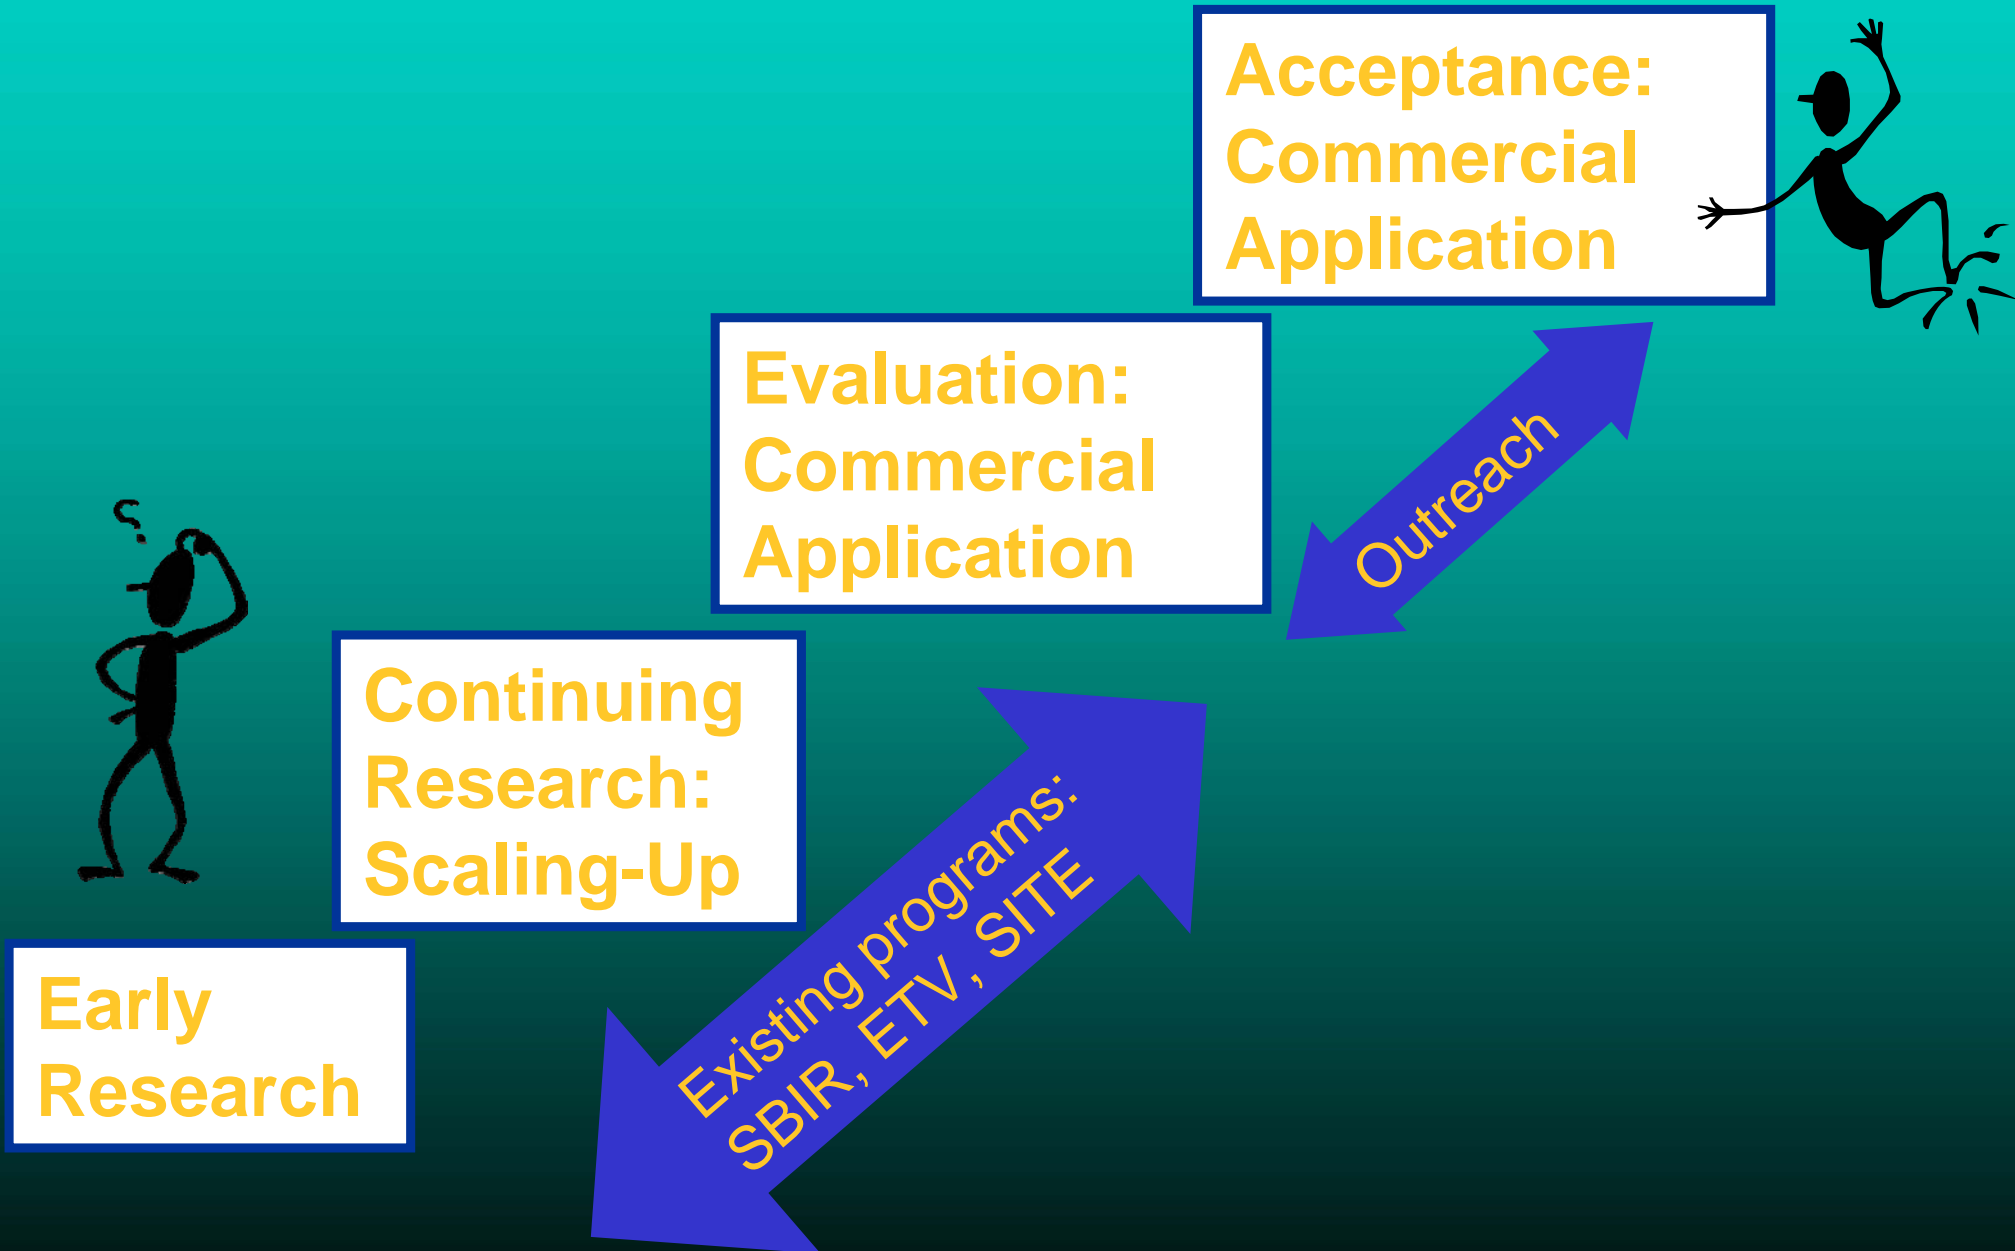 Acceptance:
Commercial
Application
Evaluation:
Commercial
Application
Outreach
Continuing
Research:
Scaling-Up
Existing programs:
SBIR, ETV, SITE
Early
Research